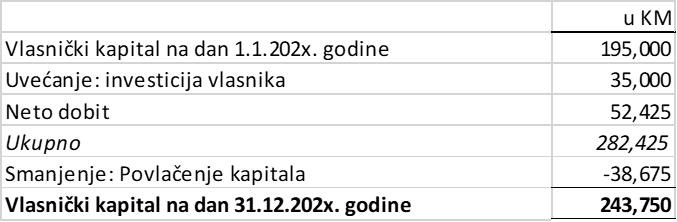 u KM
Vlasnički kapital na dan 1.1.202x. godine 195,000
Uvećanje: investicija vlasnika 35,000
Neto dobit 52,425
Ukupno 282,425
Smanjenje: Povlačenje kapitala -38,675
Vlasnički kapital na dan 31.12.202x. godine 243,750